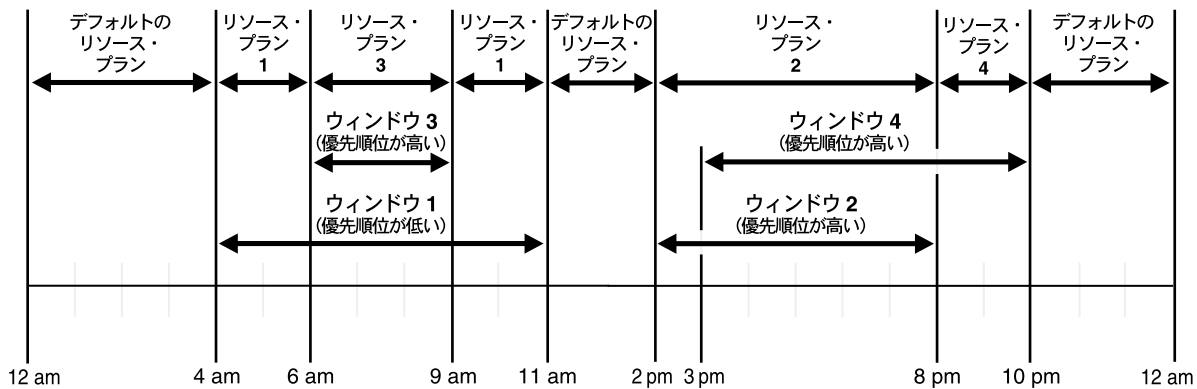 デフォルトの
リソース・
プラン
リソース・
プラン
1
リソース・
プラン
3
リソース・
プラン
1
デフォルトの
リソース・
プラン
リソース・
プラン
2
リソース・
プラン
4
デフォルトの
リソース・
プラン
ウィンドウ 3
(優先順位が高い)
ウィンドウ 4
(優先順位が高い)
ウィンドウ 1
(優先順位が低い)
ウィンドウ 2
(優先順位が高い)
12 am
4 am
6 am
9 am
11 am
2 pm
3 pm
8 pm
10 pm
12 am